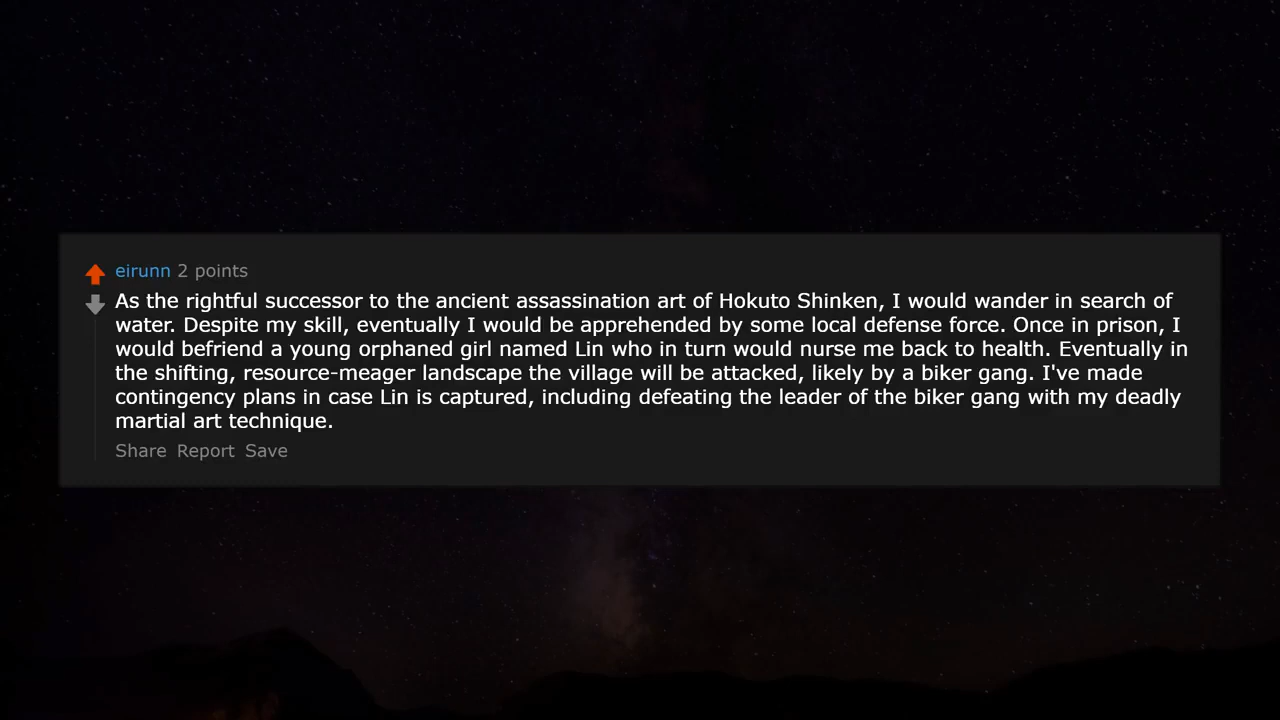 eirunn 2 points
As the rightful successor to the ancient assassination art of Hokuto Shinken, I would wander in search of
water. Despite my skill, eventually I would be apprehended by some local defense force. Once in prison, I
would befriend a young orphaned girl named Lin who in turn would nurse me back to health. Eventually in
the shifting, resource-meager landscape the village will be attacked, likely by a biker gang. I've made
contingency plans in case Lin is captured, including defeating the leader of the biker gang with my deadly
martial art technique.
Share Report Save